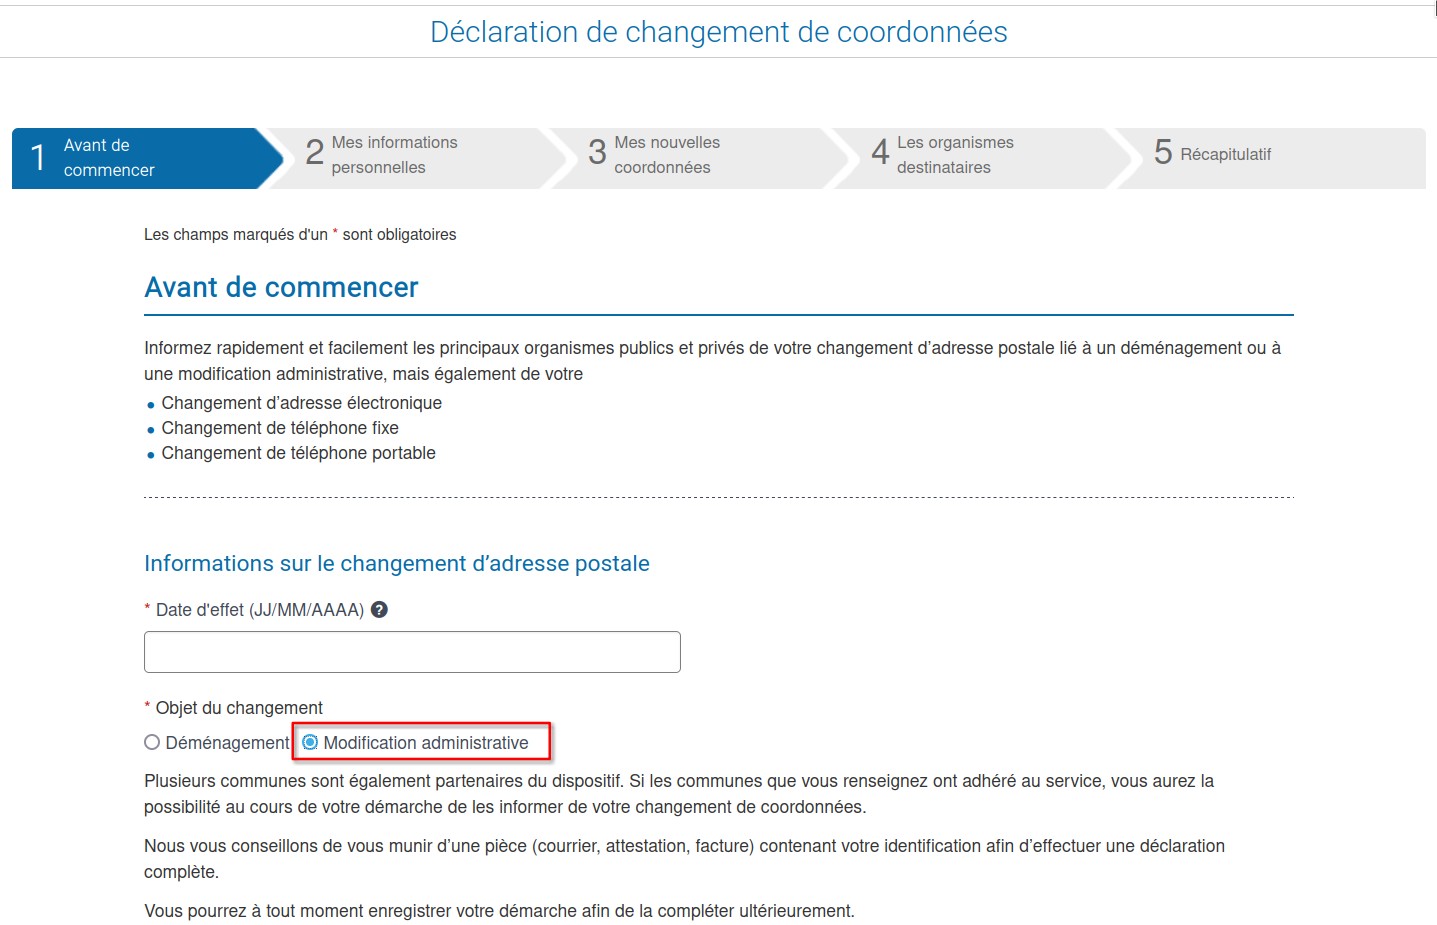 Déclaration de changement de coordonnées
1 Avant de
commencer
2 Mes informations
personnelles
3 Mes nouvelles
coordonnées
4 Les organismes
destinataires
5 Récapitulatif
Les champs marqués d'un * sont obligatoires
Avant de commencer
Informez rapidement et facilement les principaux organismes publics et privés de votre changement d’adresse postale lié à un déménagement ou à
une modification administrative, mais également de votre
• Changement d’adresse électronique
• Changement de téléphone fixe
• Changement de téléphone portable
Informations sur le changement d’adresse postale
* Date d'effet (JJ/MM/AAAA) ?
* Objet du changement
Déménagement Modification administrative
Plusieurs communes sont également partenaires du dispositif. Si les communes que vous renseignez ont adhéré au service, vous aurez la
possibilité au cours de votre démarche de les informer de votre changement de coordonnées.
Nous vous conseillons de vous munir d’une pièce (courrier, attestation, facture) contenant votre identification afin d’effectuer une déclaration
complète.
Vous pourrez à tout moment enregistrer votre démarche afin de la compléter ultérieurement.